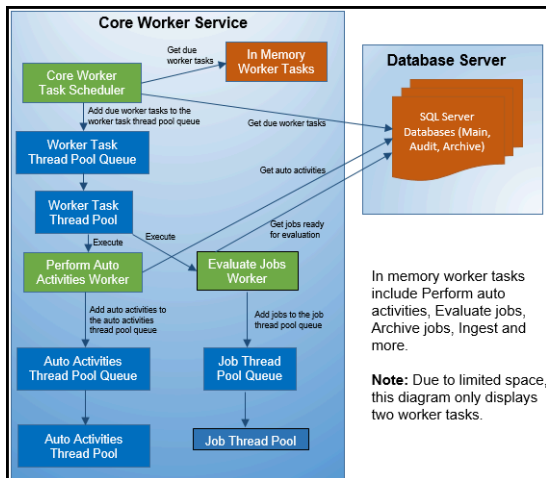 Core Worker Service
Get due
worker tasks
In Memory
Worker Tasks
Core Worker
Task Scheduler
Add due worker tasks to the
worker task thread pool queue
Get due worker tasks
Worker Task
Thread Pool Queue
Get auto activities
Worker Task
Thread Pool
Execute
Execute
Get jobs ready
for evaluation
Perform Auto
Activities Worker
Evaluate Jobs
Worker
Add auto activities to
the auto activities
thread pool queue
Add jobs to the job
thread pool queue
Auto Activities
Thread Pool Queue
Job Thread
Pool Queue
Auto Activities
Thread Pool
Job Thread Pool
Database Server
SQL Server
Databases (Main,
Audit, Archive)
In memory worker tasks
include Perform auto
activities, Evaluate jobs,
Archive jobs, Ingest and
more.
Note: Due to limited space,
this diagram only displays
two worker tasks.